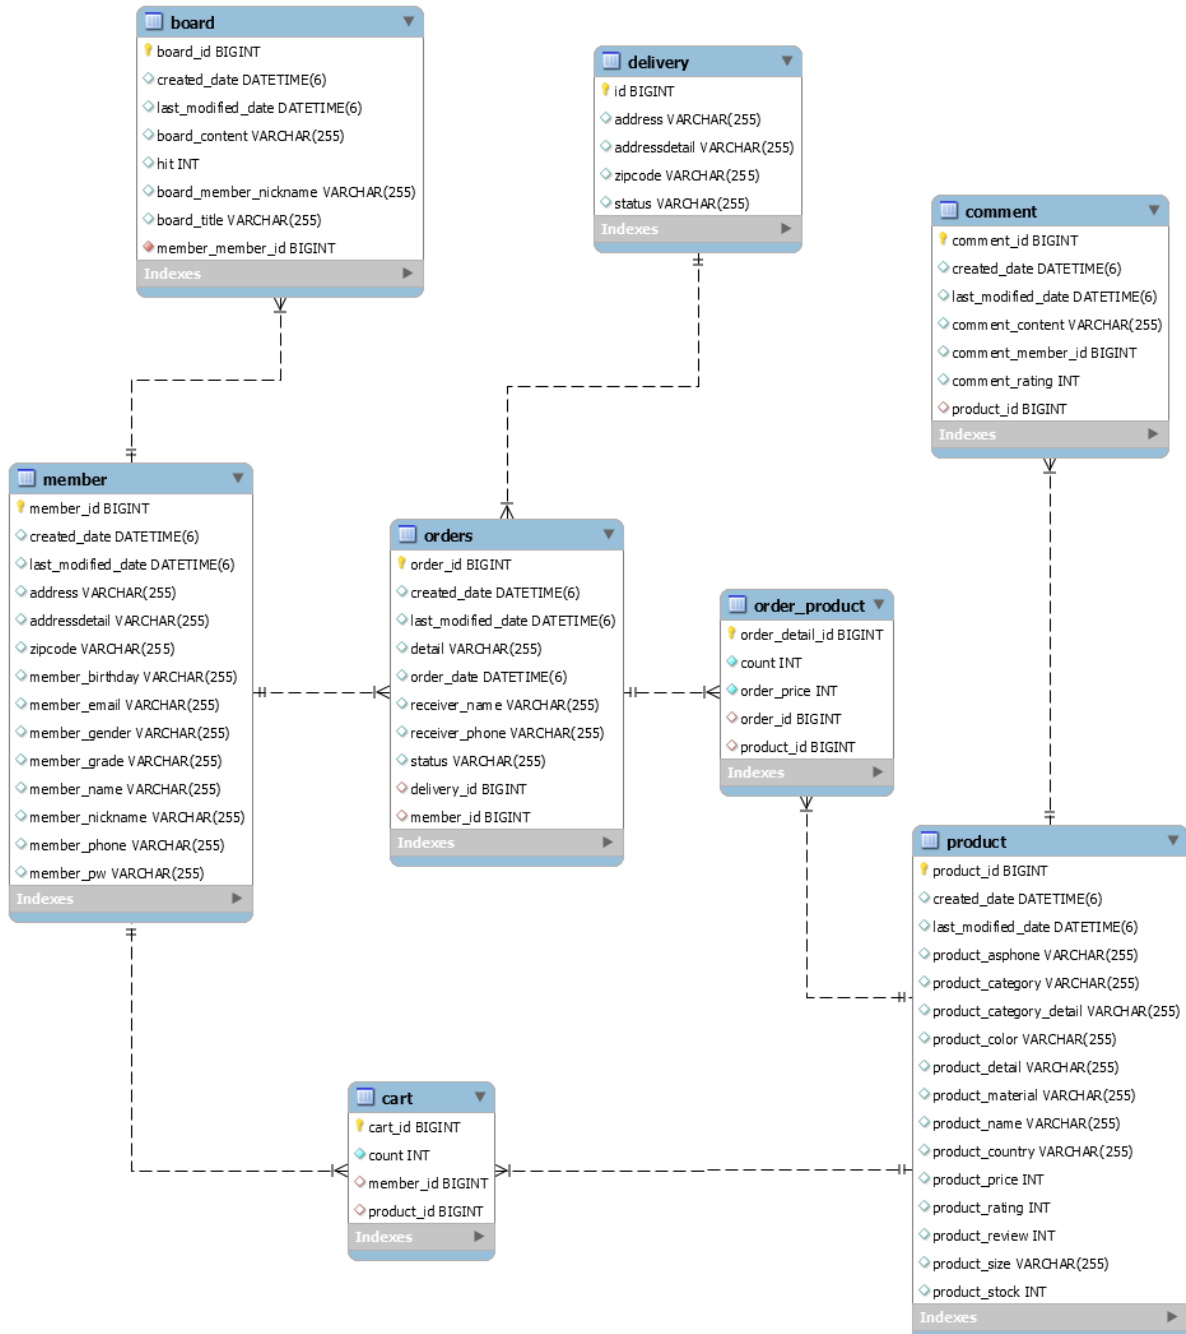 board
board_id BIGINT
created_date DATETIME(6)
last_modified_date DATETIME(6)
board_content VARCHAR(255)
hit INT
board_member_nickname VARCHAR(255)
board_title VARCHAR(255)
member_member_id BIGINT
Indexes
delivery
id BIGINT
address VARCHAR(255)
addressdetail VARCHAR(255)
zipcode VARCHAR(255)
status VARCHAR(255)
Indexes
comment
comment_id BIGINT
created_date DATETIME(6)
last_modified_date DATETIME(6)
comment_content VARCHAR(255)
comment_member_id BIGINT
comment_rating INT
product_id BIGINT
Indexes
member
member_id BIGINT
created_date DATETIME(6)
last_modified_date DATETIME(6)
address VARCHAR(255)
addressdetail VARCHAR(255)
zipcode VARCHAR(255)
member_birthday VARCHAR(255)
member_email VARCHAR(255)
member_gender VARCHAR(255)
member_grade VARCHAR(255)
member_name VARCHAR(255)
member_nickname VARCHAR(255)
member_phone VARCHAR(255)
member_pw VARCHAR(255)
Indexes
orders
order_id BIGINT
created_date DATETIME(6)
last_modified_date DATETIME(6)
detail VARCHAR(255)
order_date DATETIME(6)
receiver_name VARCHAR(255)
receiver_phone VARCHAR(255)
status VARCHAR(255)
delivery_id BIGINT
member_id BIGINT
Indexes
order_product
order_detail_id BIGINT
count INT
order_price INT
order_id BIGINT
product_id BIGINT
Indexes
product
product_id BIGINT
created_date DATETIME(6)
last_modified_date DATETIME(6)
product_asphone VARCHAR(255)
product_category VARCHAR(255)
product_category_detail VARCHAR(255)
product_color VARCHAR(255)
product_detail VARCHAR(255)
product_material VARCHAR(255)
product_name VARCHAR(255)
product_country VARCHAR(255)
product_price INT
product_rating INT
product_review INT
product_size VARCHAR(255)
product_stock INT
Indexes
cart
cart_id BIGINT
count INT
member_id BIGINT
product_id BIGINT
Indexes